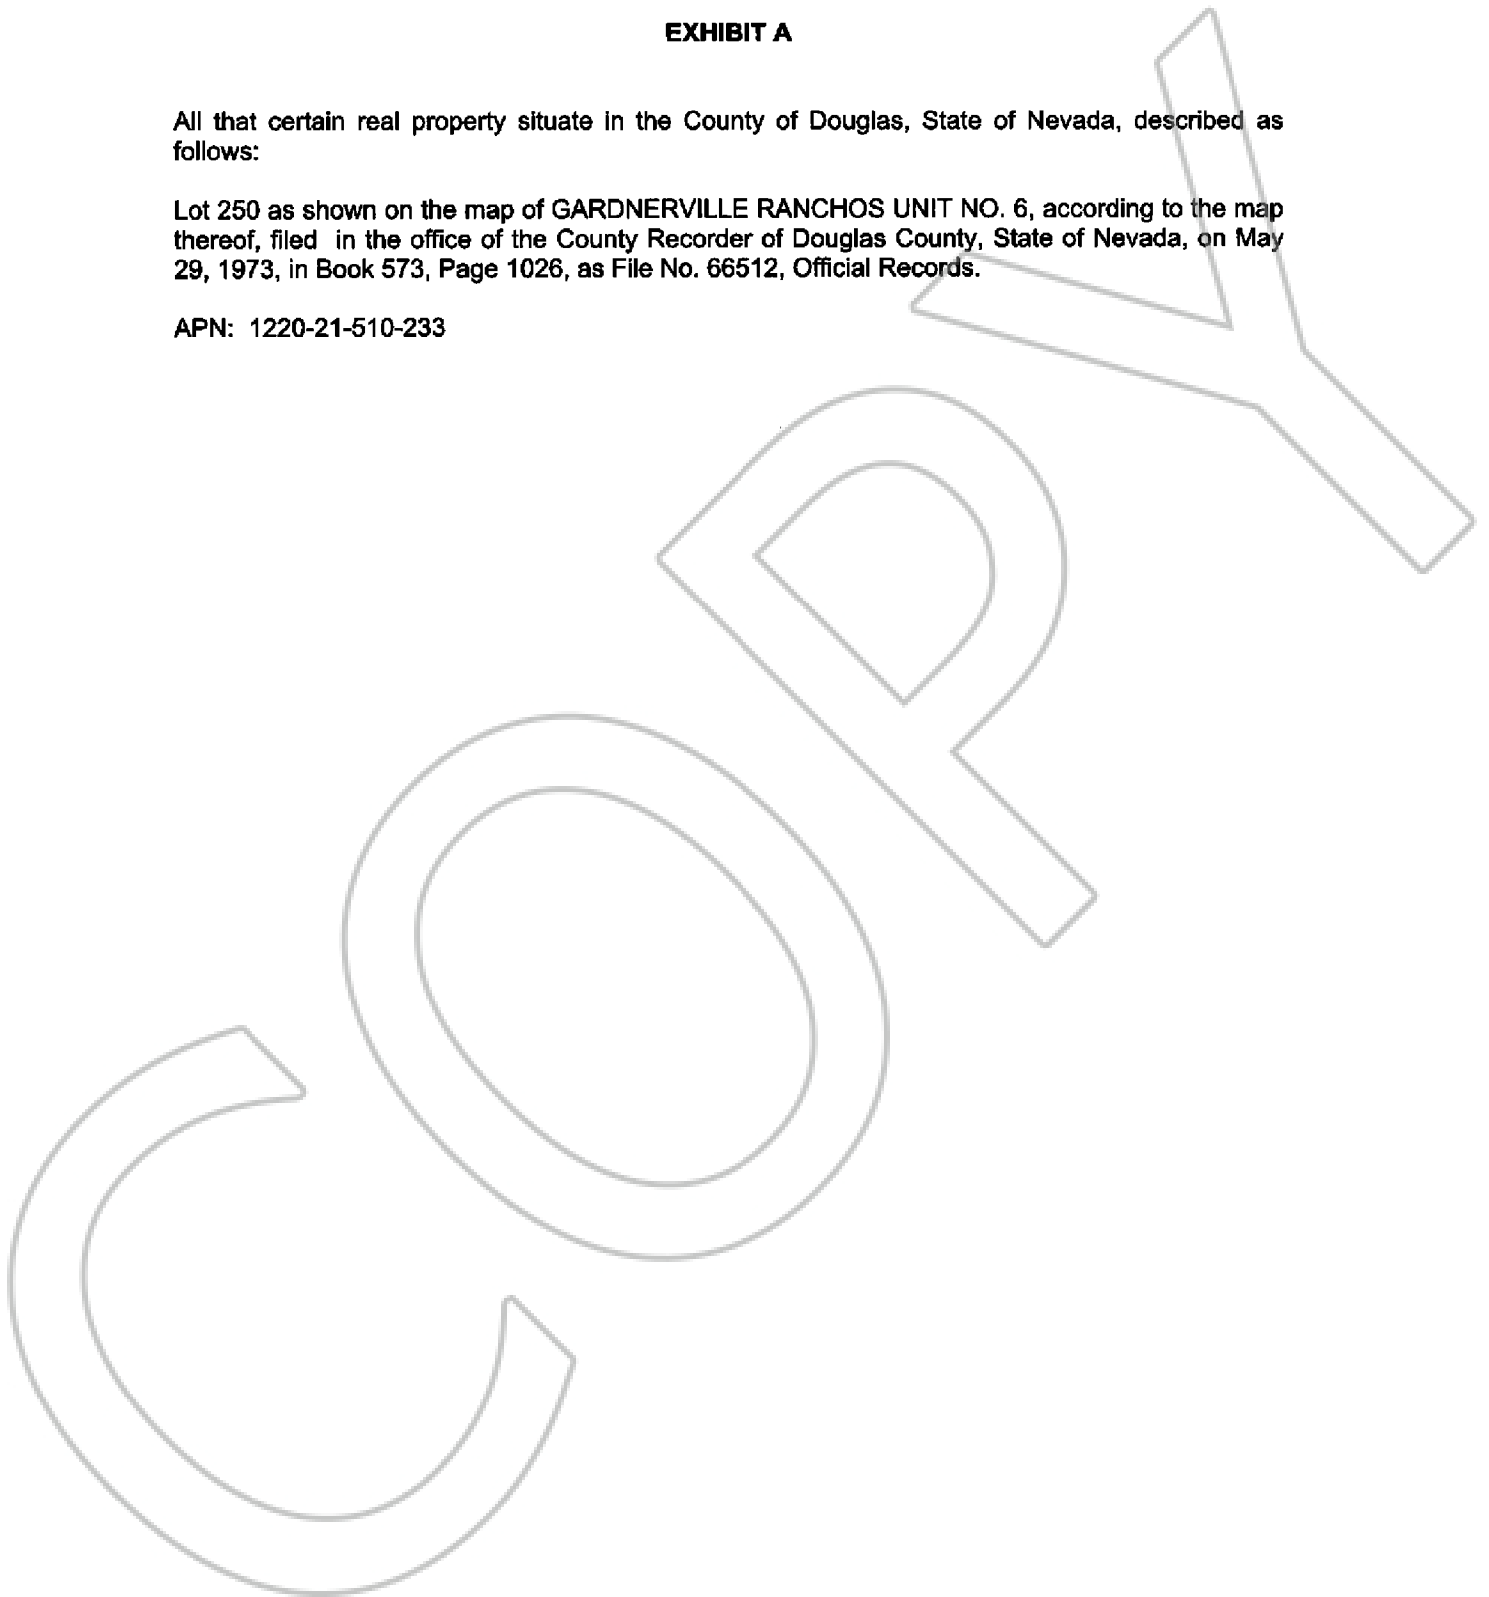 EXHIBIT A
All that certain real property situate in the County of Douglas, State of Nevada, described as
follows:
Lot 250 as shown on the map of GARDNERVILLE RANCHOS UNIT NO. 6, according to the map
thereof, filed in the office of the County Recorder of Douglas County, State of Nevada, on May
29, 1973, in Book 573, Page 1026, as File No. 66512, Official Records.
APN: 1220-21-510-233
COPY